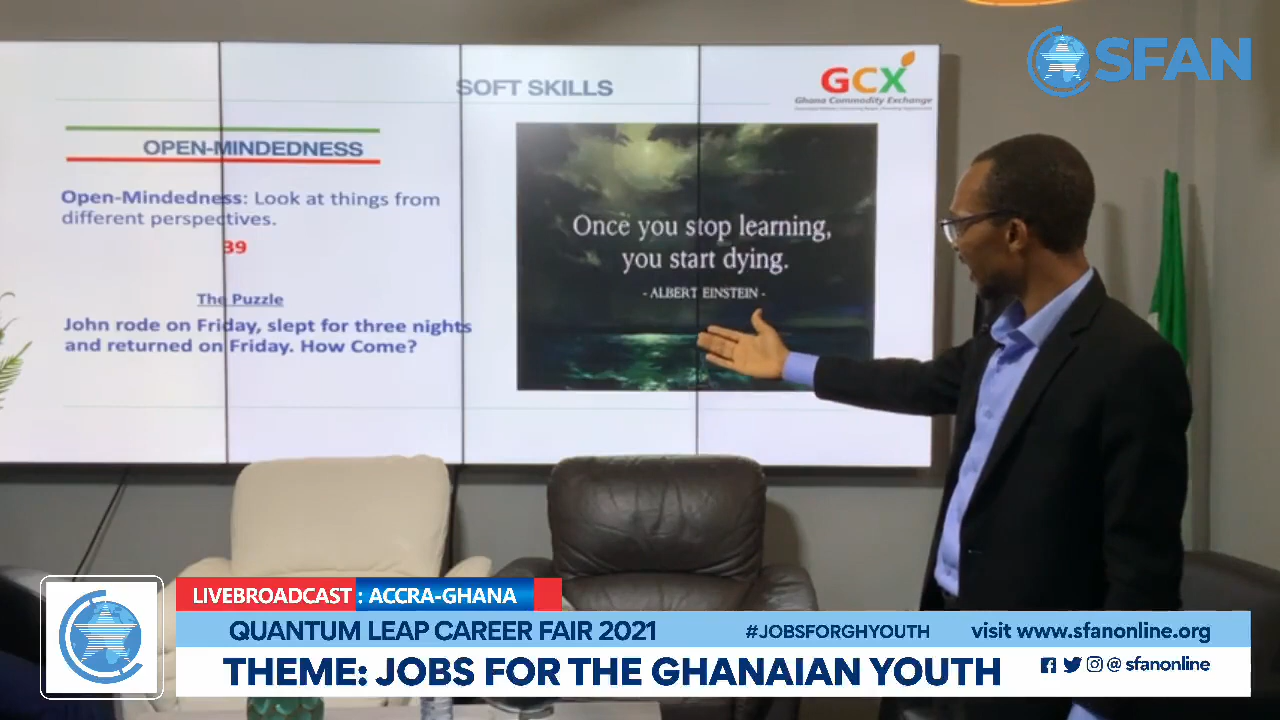 SFAN
SOFT SKILLS
GCX
Ghana Commodity Exchange
OPEN-MINDEDNESS
Open-Mindedness: Look at things from
different perspectives.
39
The Puzzle
John rode on Friday, slept for three nights
and returned on Friday. How Come?
Once you stop learning,
you start dying.
- ALBERT EINSTEIN -
LIVEBROADCAST : ACCRA-GHANA
QUANTUM LEAP CAREER FAIR 2021
#JOBSFORGHYOUTH
visit www.sfanonline.org
THEME: JOBS FOR THE GHANAIAN YOUTH
@ sfanonline